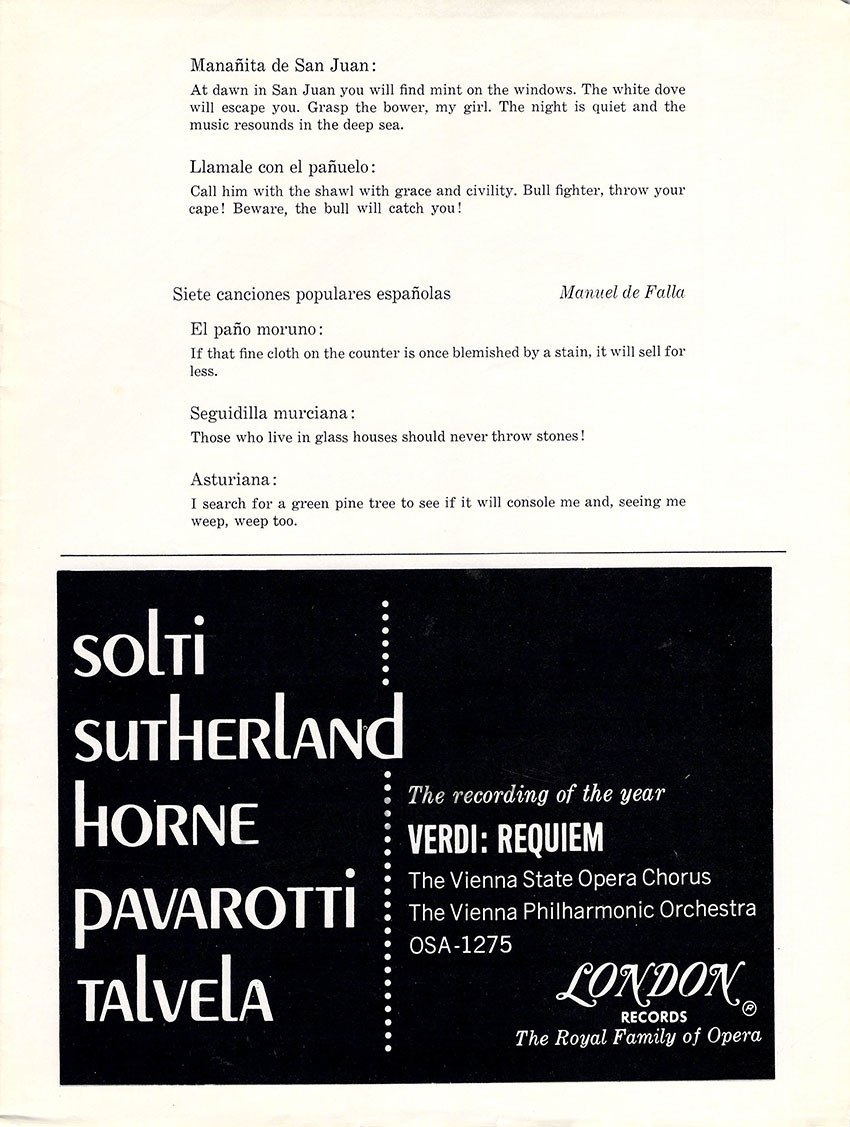 Manañita de San Juan:
At dawn in San Juan you will find mint on the windows. The white dove
will escape you. Grasp the bower, my girl. The night is quiet and the
music resounds in the deep sea.
Llamale con el pañuelo:
Call him with the shawl with grace and civility. Bull fighter, throw your
cape! Beware, the bull will catch you!
Siete canciones populares españolas Manuel de Falla
El paño moruno:
If that fine cloth on the counter is once blemished by a stain, it will sell for
less.
Seguidilla murciana:
Those who live in glass houses should never throw stones!
Asturiana:
I search for a green pine tree to see if it will console me and, seeing me
weep, weep too.
solti
sutherland
horne
pavarotti
talvela
The recording of the year
VERDI: REQUIEM
The Vienna State Opera Chorus
The Vienna Philharmonic Orchestra
OSA-1275
LONDON
®
RECORDS
The Royal Family of Opera